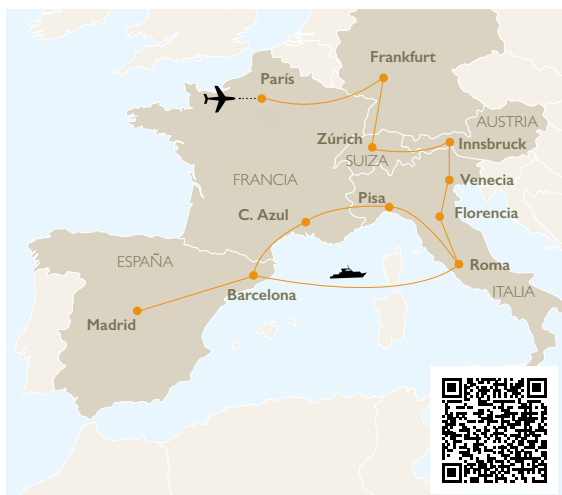 Frankfurt
París
AUSTRIA
Zúrich
Innsbruck
SUIZA
Venecia
FRANCIA
Pisa
C. Azul
Florencia
ESPAÑA
Roma
Barcelona
ITALIA
Madrid